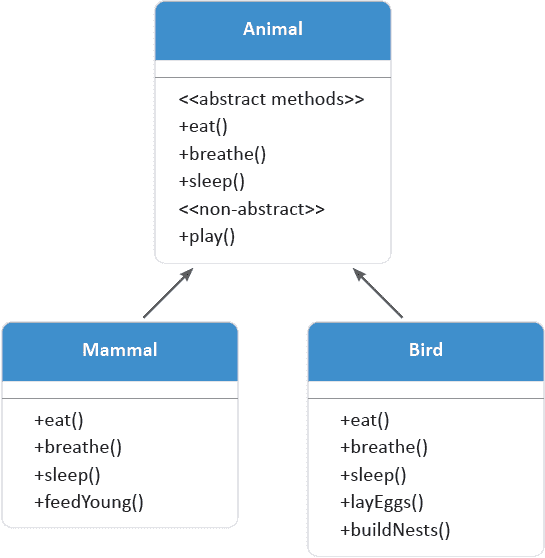 Animal
<<abstract methods>>
+eat()
+breathe()
+sleep()
<<non-abstract>>
+play()
Mammal
+eat()
+breathe()
+sleep()
+feedYoung()
Bird
+eat()
+breathe()
+sleep()
+layEggs()
+buildNests()